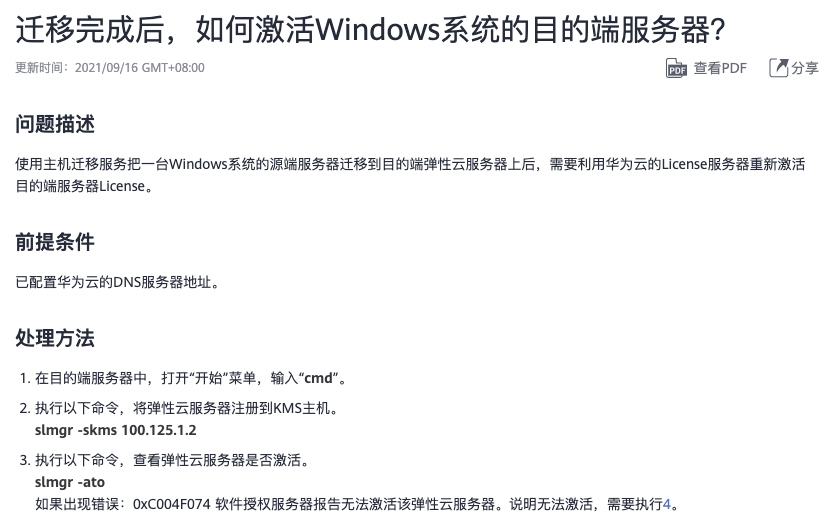 迁移完成后，如何激活Windows系统的目的端服务器？
更新时间：2021/09/16 GMT+08:00
PDF 查看PDF 分享
问题描述
使用主机迁移服务把一台Windows系统的源端服务器迁移到目的端弹性云服务器上后，需要利用华为云的License服务器重新激活
目的端服务器License。
前提条件
已配置华为云的DNS服务器地址。
处理方法
1. 在目的端服务器中，打开“开始”菜单，输入“cmd”。
2. 执行以下命令，将弹性云服务器注册到KMS主机。
slmgr -skms 100.125.1.2
3. 执行以下命令，查看弹性云服务器是否激活。
slmgr -ato
如果出现错误：0xC004F074 软件授权服务器报告无法激活该弹性云服务器。说明无法激活，需要执行4。